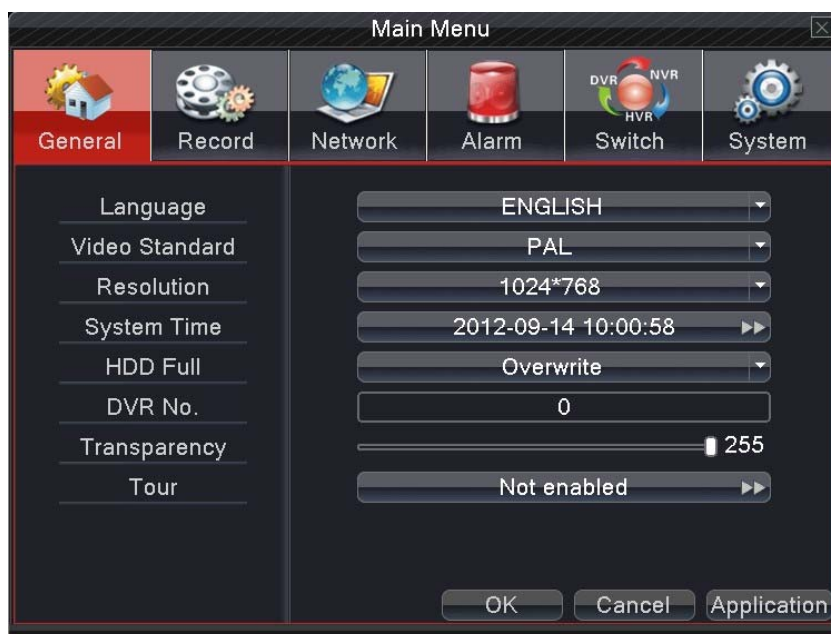 Main Menu
DVR NVR
HVR
General Record Network Alarm Switch System
Language ENGLISH
Video Standard PAL
Resolution 1024*768
System Time 2012-09-14 10:00:58
HDD Full Overwrite
DVR No. 0
Transparency 255
Tour Not enabled
OK Cancel Application